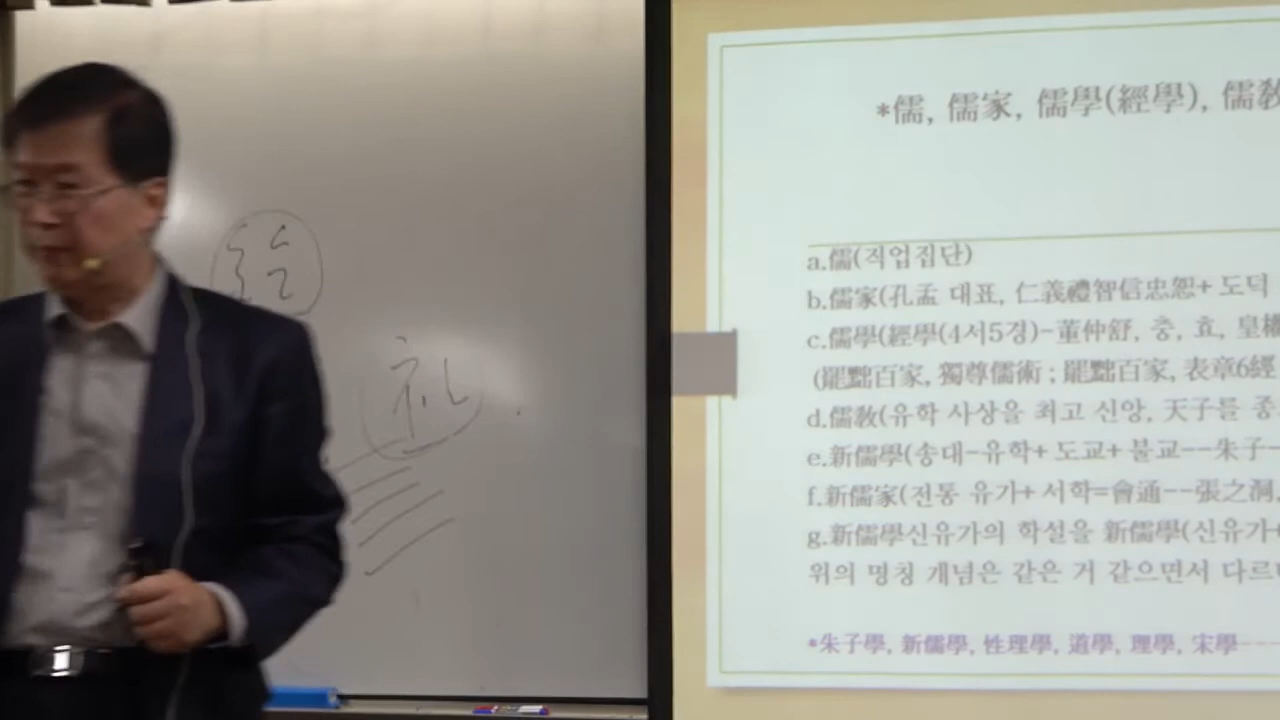 *儒, 儒家, 儒學(經學), 儒敎
a.儒(직업집단)
b.儒家(孔孟 대표, 仁義禮智信忠恕+ 도덕
c.儒學(經學(4서5경)-董仲舒, 충, 효, 皇權
(罷黜百家, 獨尊儒術 ; 罷黜百家, 表章6經
d.儒敎(유학 사상을 최고 신앙, 天子를 종
e.新儒學(송대-유학+ 도교+ 불교--朱子-
f.新儒家(전통 유가+ 서학=會通--張之洞,
g.新儒學신유가의 학설을 新儒學(신유가
위의 명칭 개념은 같은 거 같으면서 다르
*朱子學, 新儒學, 性理學, 道學, 理學, 宋學---
礼